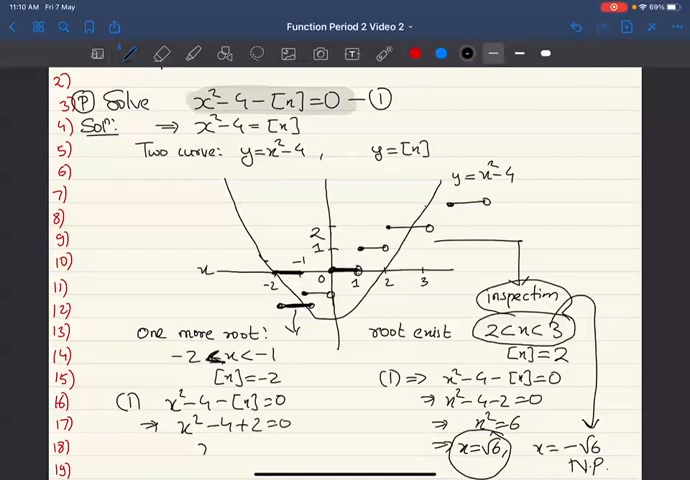 11:10 AM Fri 7 May
69%
Function Period 2 Video 2
2)
3) (P) Solve x² - 4 - [x] = 0 — (1)
4) Sol<sup>n</sup>: ⇒ x² - 4 = [x]
5) Two curve: y = x² - 4, y = [x]
6) y = x² - 4
7)
8) 2
9) 1
10) x -2 -1 0 1 2 3
11) inspection
12)
13) One more root: root exist 2 < x < 3
14) -2 < x < -1 [x] = 2
15) [x] = -2 (1) ⇒ x² - 4 - [x] = 0
16) (1) x² - 4 - [x] = 0 ⇒ x² - 4 - 2 = 0
17) ⇒ x² - 4 + 2 = 0 ⇒ x² = 6
18) ⇒ x = √6, x = -√6
19) N.P.